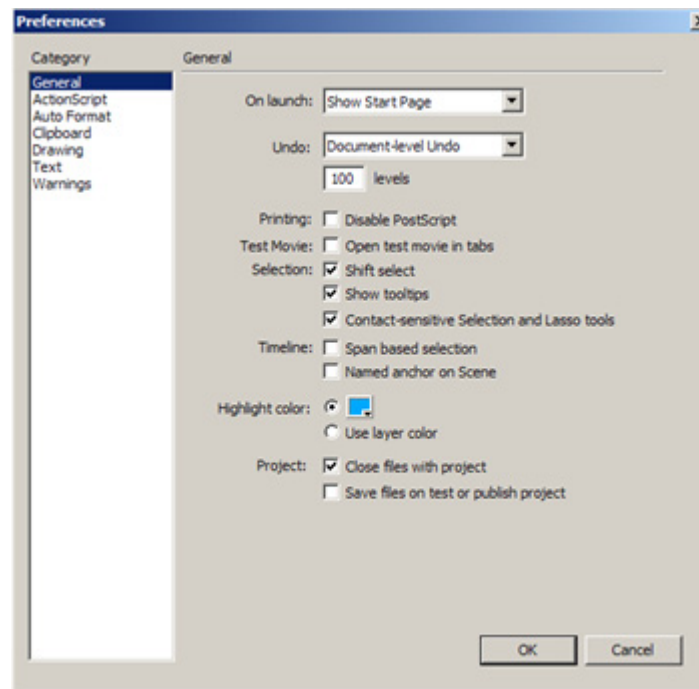 Preferences
Category
General
General
ActionScript
Auto Format
Clipboard
Drawing
Text
Warnings
On launch: Show Start Page
Undo: Document-level Undo
100 levels
Printing: Disable PostScript
Test Movie: Open test movie in tabs
Selection: Shift select
Show tooltips
Contact-sensitive Selection and Lasso tools
Timeline: Span based selection
Named anchor on Scene
Highlight color:
Use layer color
Project: Close files with project
Save files on test or publish project
OK
Cancel